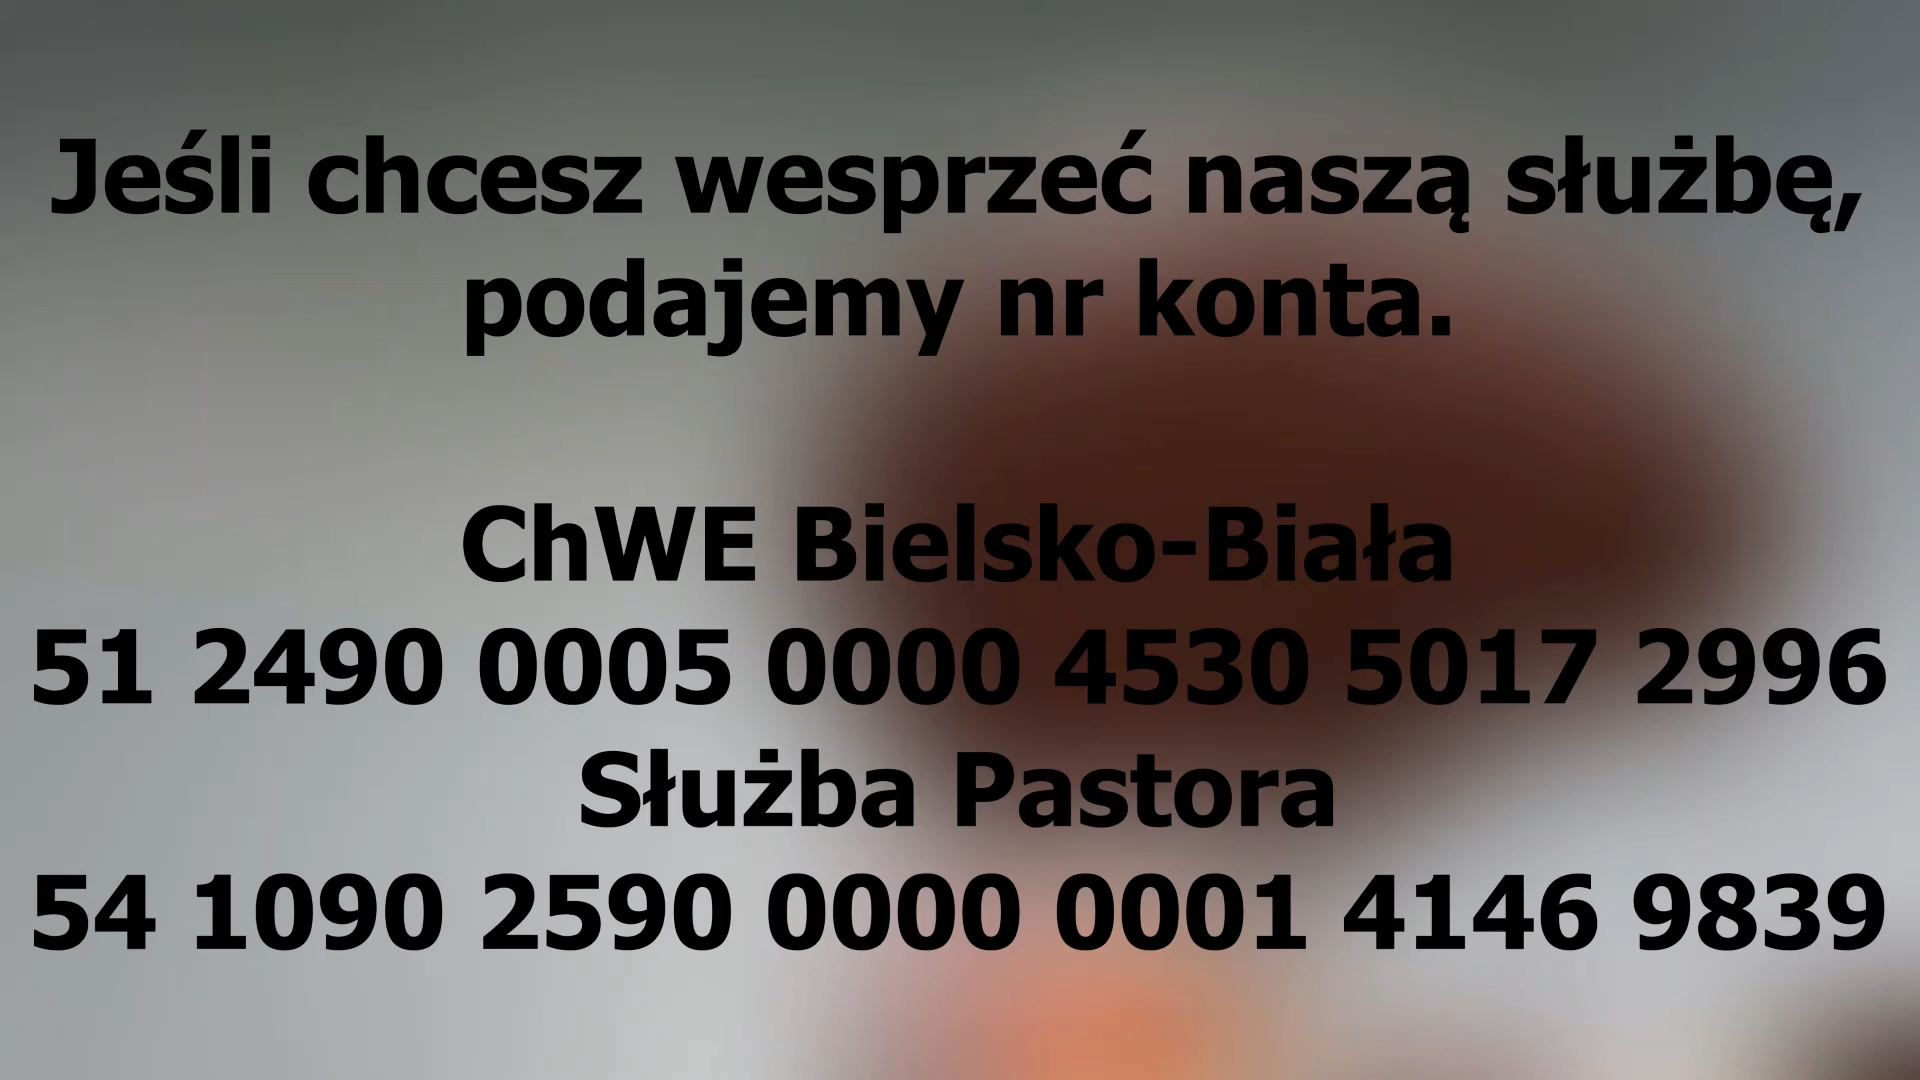 Jeśli chcesz wesprzeć naszą służbę,
podajemy nr konta.
ChWE Bielsko-Biała
51 2490 0005 0000 4530 5017 2996
Służba Pastora
54 1090 2590 0000 0001 4146 9839